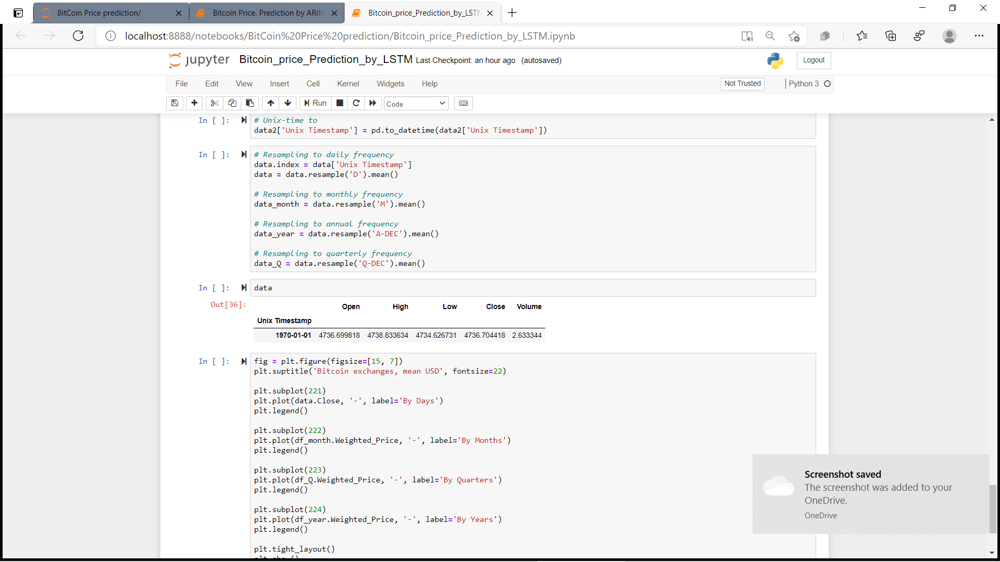 BitCoin Price prediction/
Bitcoin Price. Prediction by ARIM
Bitcoin_price_Prediction_by_LSTM
localhost:8888/notebooks/BitCoin%20Price%20prediction/Bitcoin_price_Prediction_by_LSTM.ipynb
jupyter Bitcoin_price_Prediction_by_LSTM Last Checkpoint: an hour ago (autosaved)
Logout
File Edit View Insert Cell Kernel Widgets Help
Not Trusted
Python 3
Run
Code
In [ ]:
# Unix-time to
data2['Unix Timestamp'] = pd.to_datetime(data2['Unix Timestamp'])
In [ ]:
# Resampling to daily frequency
data.index = data['Unix Timestamp']
data = data.resample('D').mean()
# Resampling to monthly frequency
data_month = data.resample('M').mean()
# Resampling to annual frequency
data_year = data.resample('A-DEC').mean()
# Resampling to quarterly frequency
data_Q = data.resample('Q-DEC').mean()
In [ ]:
data
Out[36]:
Open High Low Close Volume
Unix Timestamp
1970-01-01 4736.699818 4738.833634 4734.626731 4736.704418 2.633344
In [ ]:
fig = plt.figure(figsize=[15, 7])
plt.suptitle('Bitcoin exchanges, mean USD', fontsize=22)
plt.subplot(221)
plt.plot(data.Close, '-', label='By Days')
plt.legend()
plt.subplot(222)
plt.plot(df_month.Weighted_Price, '-', label='By Months')
plt.legend()
plt.subplot(223)
plt.plot(df_Q.Weighted_Price, '-', label='By Quarters')
plt.legend()
plt.subplot(224)
plt.plot(df_year.Weighted_Price, '-', label='By Years')
plt.legend()
plt.tight_layout()
plt.show()
Screenshot saved
The screenshot was added to your
OneDrive.
OneDrive